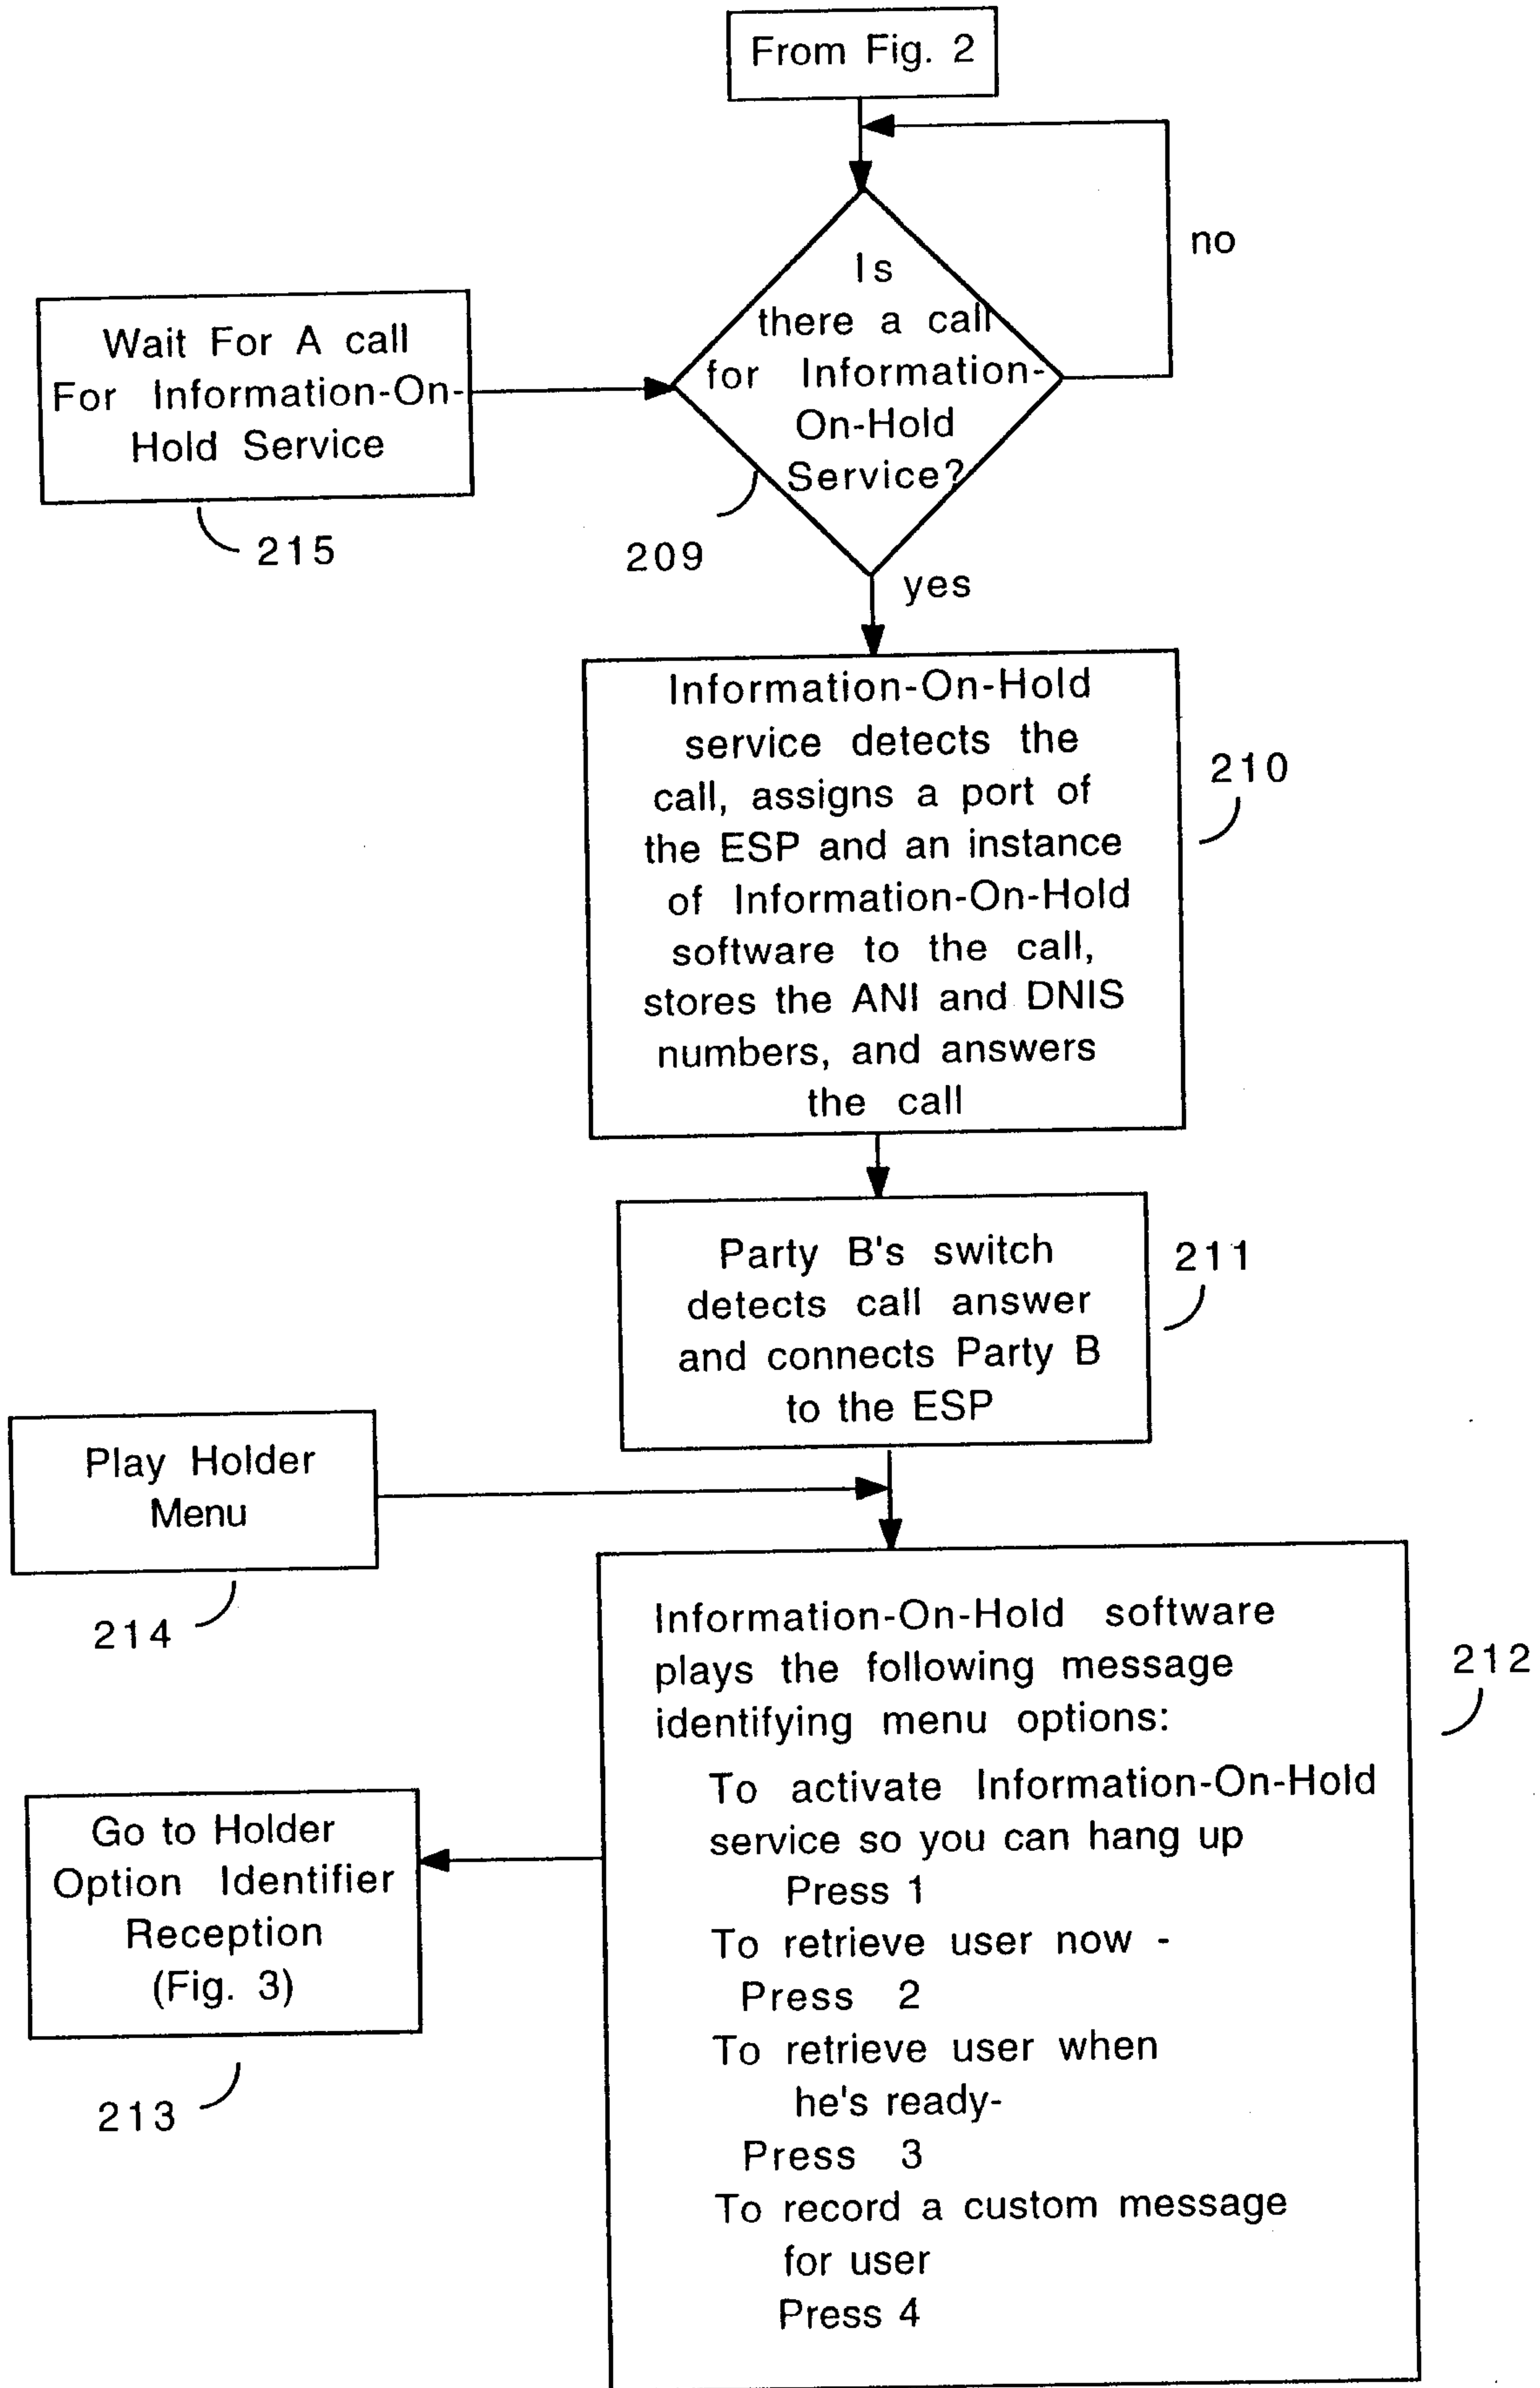 From Fig. 2
no
Is
there a call
for Information-
On-Hold
Service?
209
yes
Wait For A call
For Information-On-
Hold Service
215
Information-On-Hold
service detects the
call, assigns a port of
the ESP and an instance
of Information-On-Hold
software to the call,
stores the ANI and DNIS
numbers, and answers
the call
210
Party B's switch
detects call answer
and connects Party B
to the ESP
211
Play Holder
Menu
214
Information-On-Hold software
plays the following message
identifying menu options:
To activate Information-On-Hold
service so you can hang up
Press 1
To retrieve user now -
Press 2
To retrieve user when
he's ready-
Press 3
To record a custom message
for user
Press 4
212
Go to Holder
Option Identifier
Reception
(Fig. 3)
213